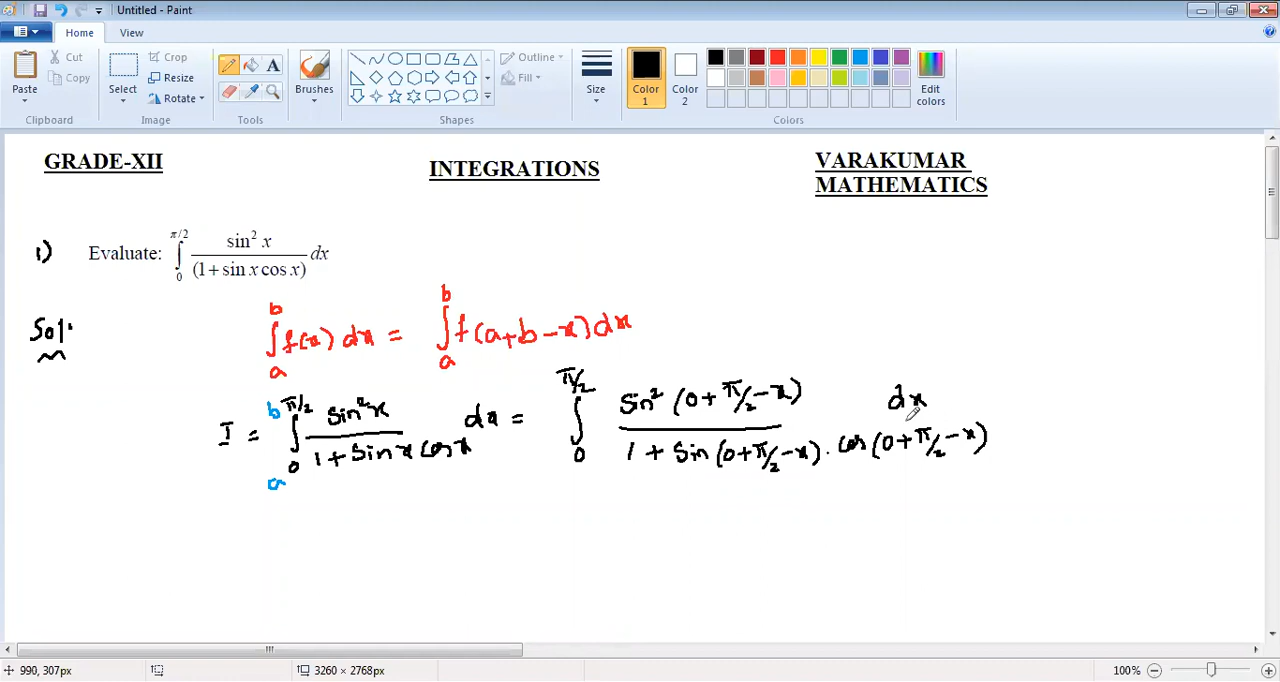 Untitled - Paint
Home View
Paste Cut Copy Select Crop Resize Rotate Brushes Outline Fill Size Color 1 Color 2 Edit colors
Clipboard Image Tools Shapes Colors
GRADE-XII INTEGRATIONS VARAKUMAR
MATHEMATICS
1) Evaluate: ∫₀^{π/2} sin² x / (1 + sin x cos x) dx
Sol:
∫ₐᵇ f(x) dx = ∫ₐᵇ f(a+b-x) dx
I = ∫₀^{π/2} sin²x / 1 + sin x cos x dx = ∫₀^{π/2} sin² (0+π/2-x) / 1 + sin (0+π/2-x) . cos (0+π/2-x) dx
b
a
990, 307px 3260 × 2768px 100%